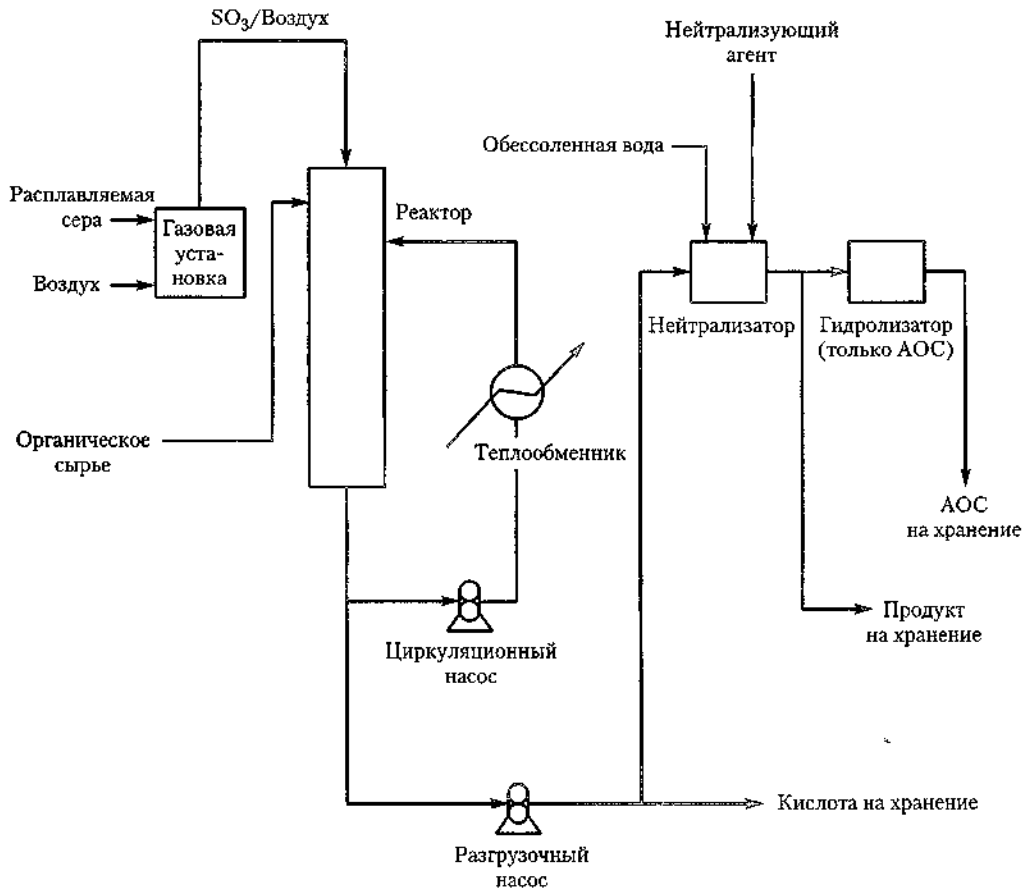 SO3/Воздух
Нейтрализующий
агент
Обессоленная вода
Расплавляемая
сера
Газовая
уста-
новка
Воздух
Реактор
Нейтрализатор
Гидролизатор
(только АОС)
Органическое
сырье
Теплообменник
АОС
на хранение
Продукт
на хранение
Циркуляционный
насос
Кислота на хранение
Разгрузочный
насос